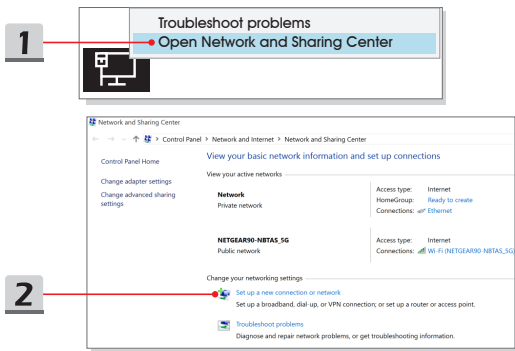 1
Troubleshoot problems
Open Network and Sharing Center
Network and Sharing Center
Control Panel > Network and Internet > Network and Sharing Center
Control Panel Home
Change adapter settings
Change advanced sharing
settings
View your basic network information and set up connections
View your active networks
Network
Private network
Access type: Internet
HomeGroup: Ready to create
Connections: Ethernet
NETGEAR90-NBTAS_5G
Public network
Access type: Internet
Connections: Wi-Fi (NETGEAR90-NBTAS_5G)
Change your networking settings
2
Set up a new connection or network
Set up a broadband, dial-up, or VPN connection; or set up a router or access point.
Troubleshoot problems
Diagnose and repair network problems, or get troubleshooting information.